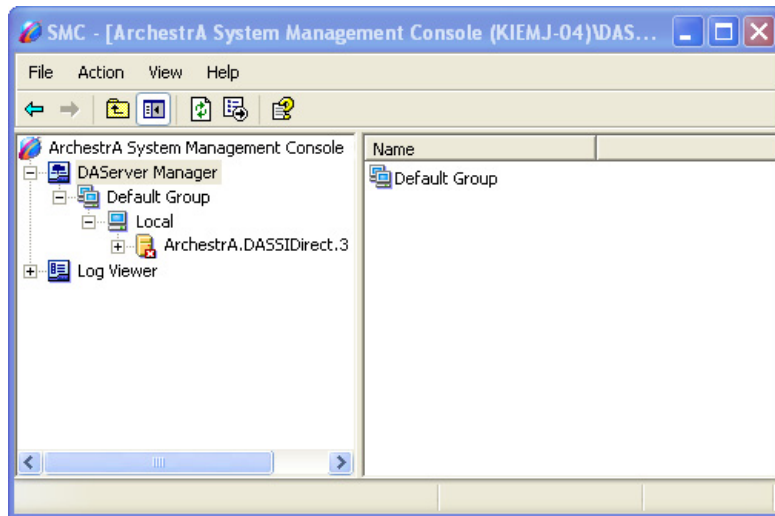 SMC - [ArchestrA System Management Console (KIEMJ-04)\DAS...
File Action View Help
ArchestrA System Management Console
DAServer Manager
Default Group
Local
ArchestrA.DASSIDirect.3
Log Viewer
Name
Default Group